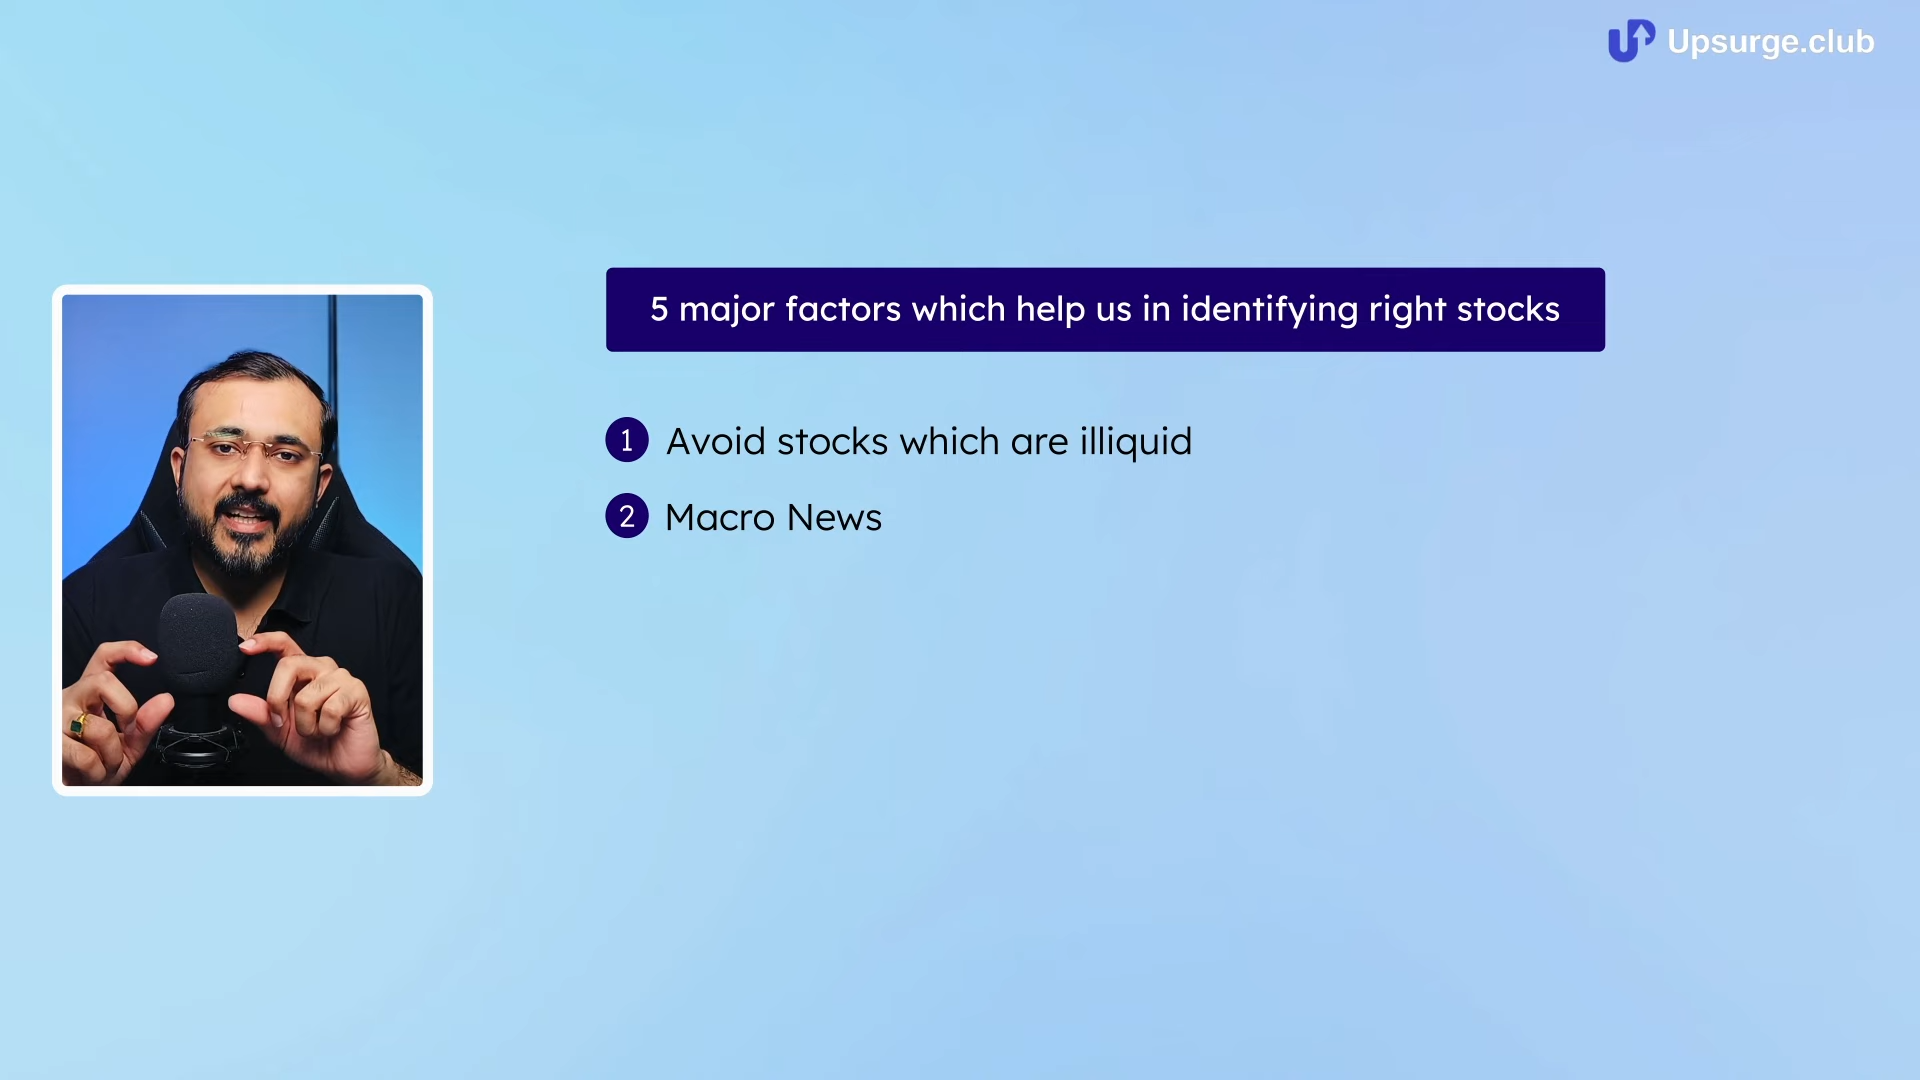 Upsurge.club
5 major factors which help us in identifying right stocks
1 Avoid stocks which are illiquid
2 Macro News